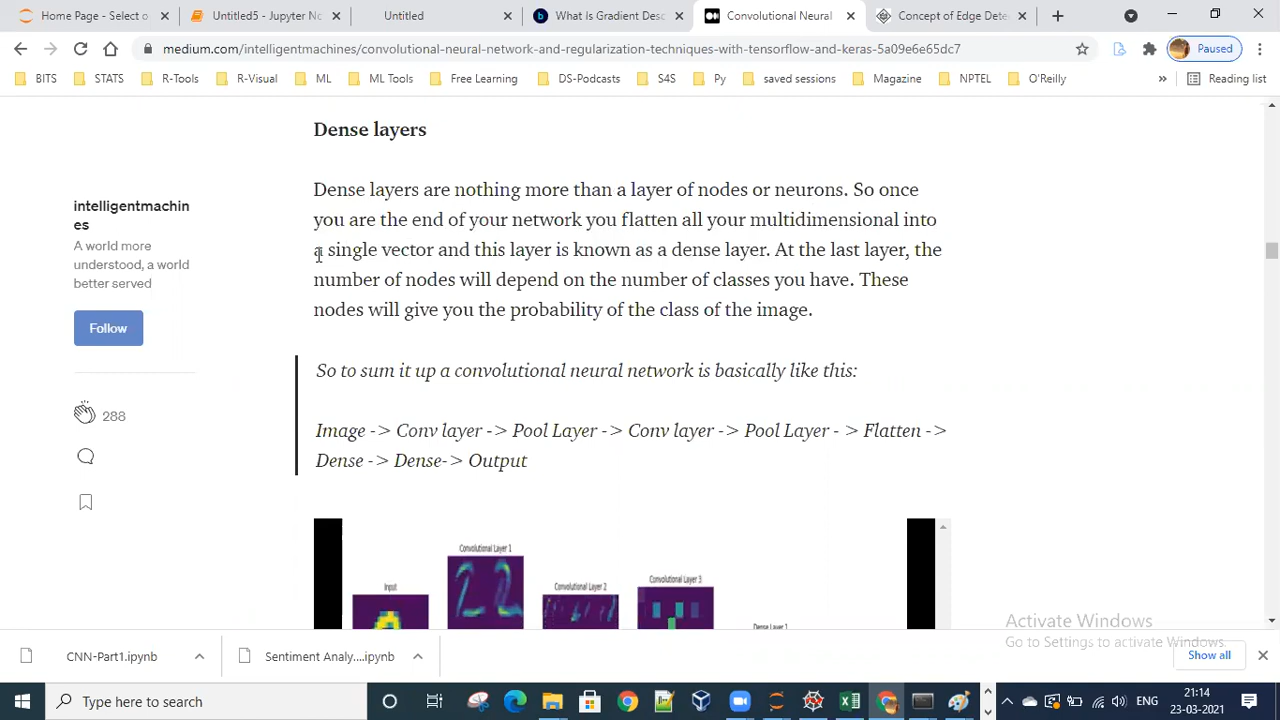 Home Page - Select o
Untitled5 - Jupyter No
Untitled
What Is Gradient Desc
Convolutional Neural
Concept of Edge Dete
medium.com/intelligentmachines/convolutional-neural-network-and-regularization-techniques-with-tensorflow-and-keras-5a09e6e65dc7
Paused
BITS
STATS
R-Tools
R-Visual
ML
ML Tools
Free Learning
DS-Podcasts
S4S
Py
saved sessions
Magazine
NPTEL
O'Reilly
»
Reading list
Dense layers
Dense layers are nothing more than a layer of nodes or neurons. So once
you are the end of your network you flatten all your multidimensional into
a single vector and this layer is known as a dense layer. At the last layer, the
number of nodes will depend on the number of classes you have. These
nodes will give you the probability of the class of the image.
intelligentmachin
es
A world more
understood, a world
better served
Follow
288
So to sum it up a convolutional neural network is basically like this:
Image -> Conv layer -> Pool Layer -> Conv layer -> Pool Layer - > Flatten ->
Dense -> Dense-> Output
Convolutional Layer 1
Input
Convolutional Layer 2
Convolutional Layer 3
Dense Layer 1
Activate Windows
Go to Settings to activate Windows.
CNN-Part1.ipynb
Sentiment Analy....ipynb
Show all
Type here to search
ENG
21:14
23-03-2021